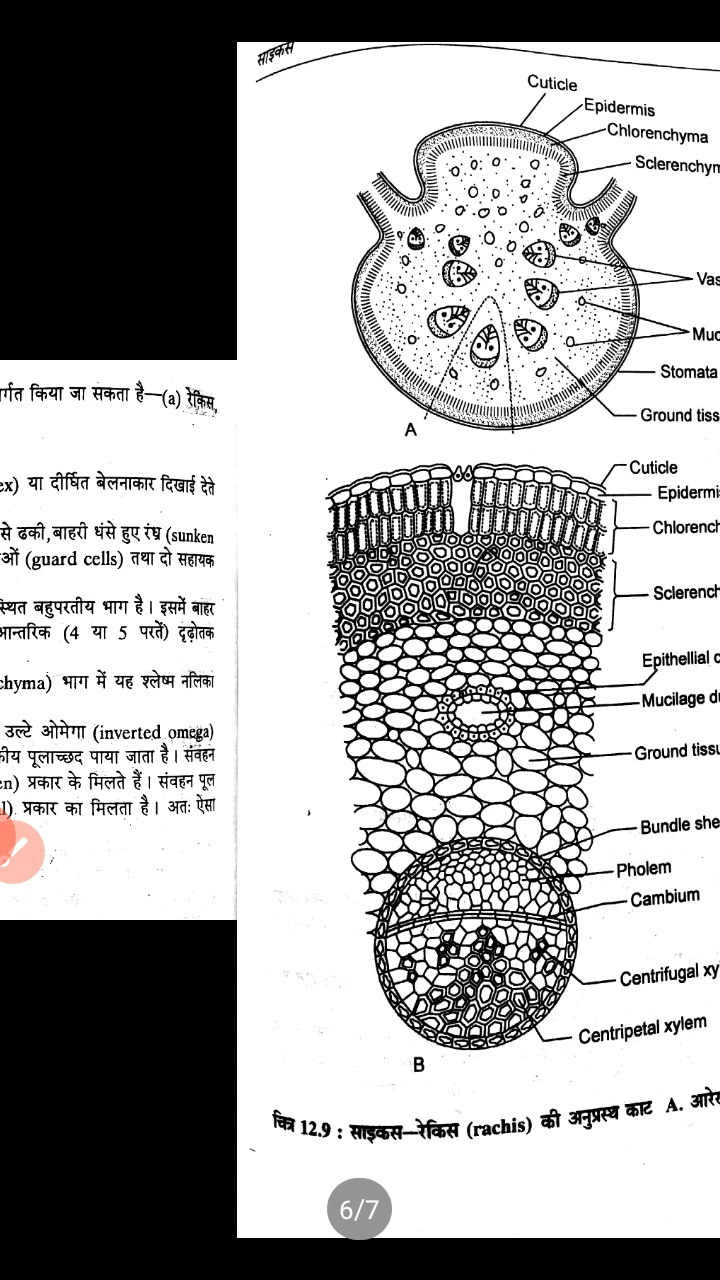 र्गत किया जा सकता है—(a) रेकिस,
ex) या दीर्घित बेलनाकार दिखाई देते
से ढकी, बाहरी धंसे हुए रंध्र (sunken
ओं (guard cells) तथा दो सहायक
स्थित बहुपरतीय भाग है। इसमें बाहर
आन्तरिक (4 या 5 परतें) दृढ़ोतक
chyma) भाग में यह श्लेष्म नलिका
उल्टे ओमेगा (inverted omega)
कीय पूलाच्छद पाया जाता है। संवहन
en) प्रकार के मिलते हैं। संवहन पूल
l) प्रकार का मिलता है। अतः ऐसा
साइकस
Cuticle
Epidermis
Chlorenchyma
Sclerenchym
Vas
Muc
Stomata
Ground tiss
A
Cuticle
Epidermi
Chlorench
Sclerench
Epithellial c
Mucilage du
Ground tissu
Bundle she
Pholem
Cambium
Centrifugal xy
Centripetal xylem
B
चित्र 12.9 : साइकस—रेकिस (rachis) की अनुप्रस्थ काट A. आरेख
6/7